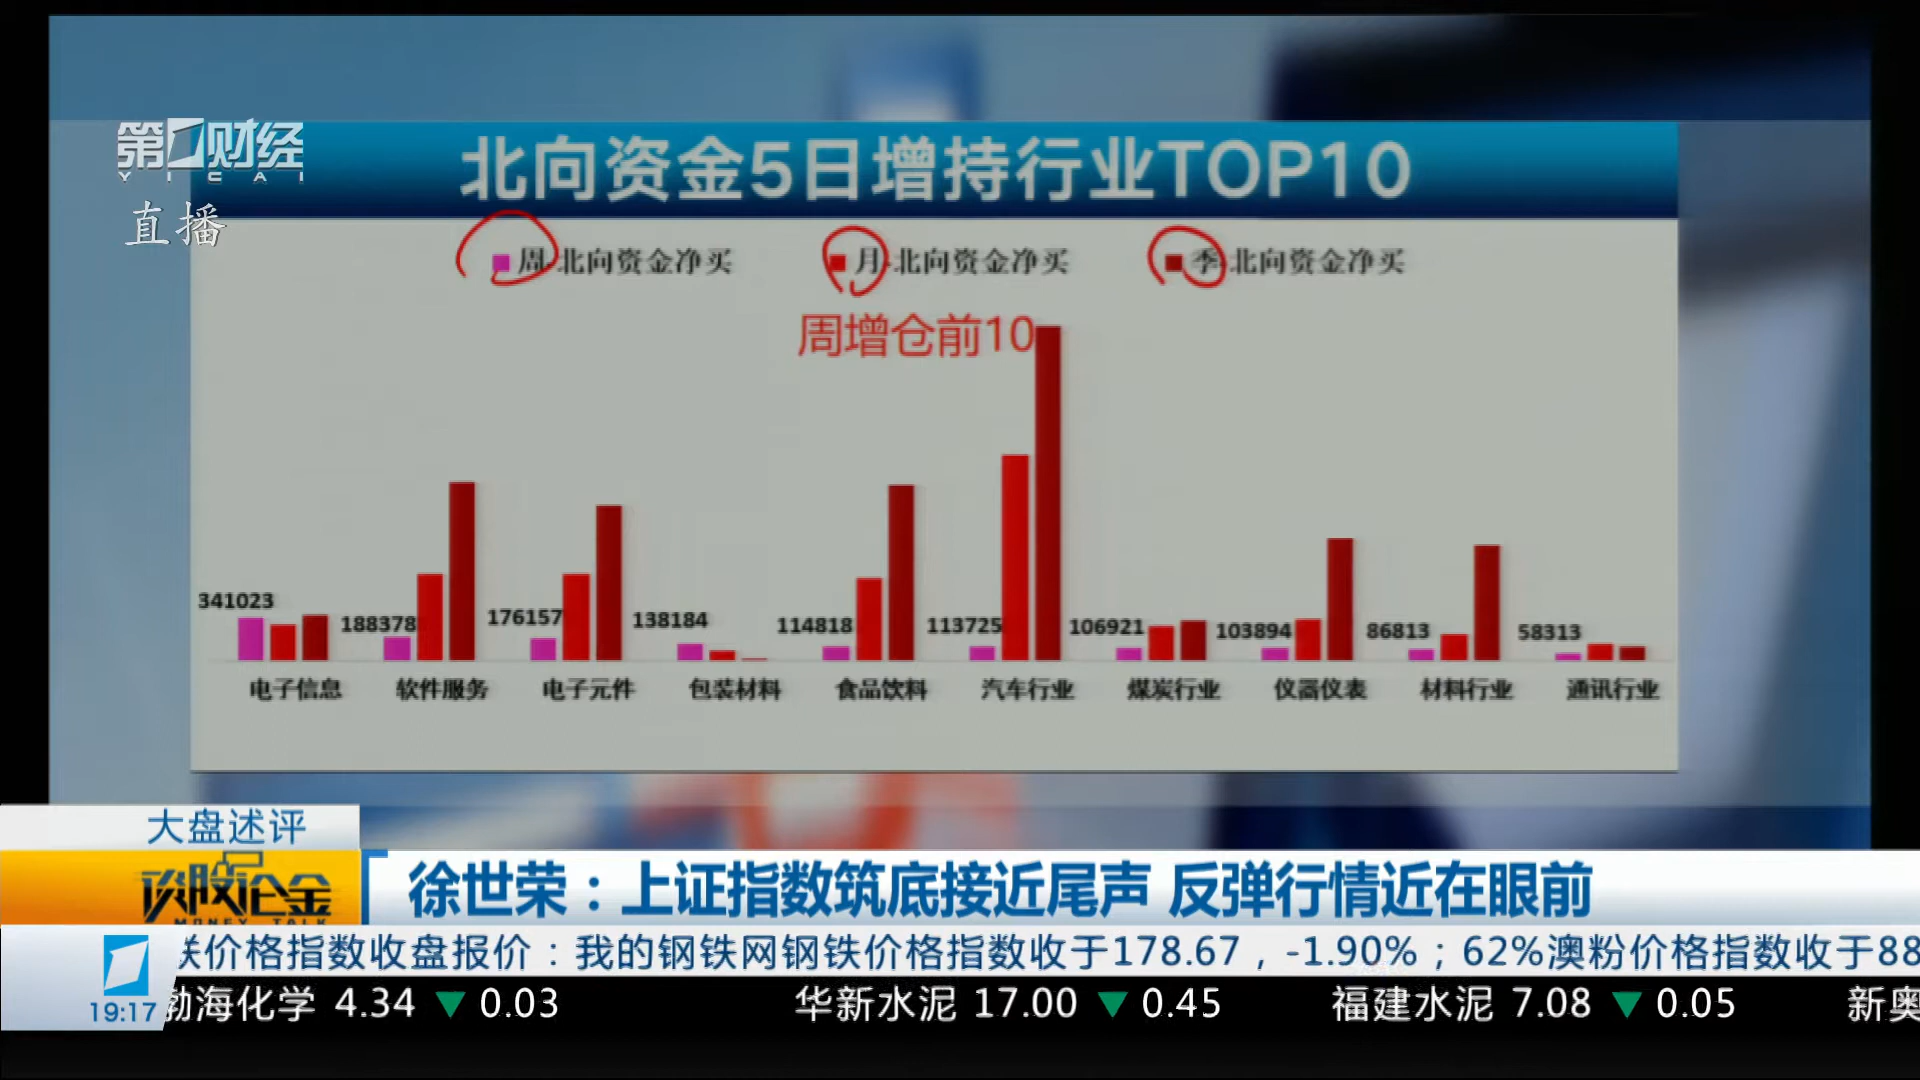 第一财经
YICAI
直播
北向资金5日增持行业TOP10
周-北向资金净买 月-北向资金净买 季-北向资金净买
周增仓前10
341023 188378 176157 138184 114818 113725 106921 103894 86813 58313
电子信息 软件服务 电子元件 包装材料 食品饮料 汽车行业 煤炭行业 仪器仪表 材料行业 通讯行业
大盘述评
谈股论金
MONEY TALK
徐世荣：上证指数筑底接近尾声 反弹行情近在眼前
价格指数收盘报价：我的钢铁网钢铁价格指数收于178.67，-1.90%；62%澳粉价格指数收于88
19:17
渤海化学 4.34 ▼ 0.03 华新水泥 17.00 ▼ 0.45 福建水泥 7.08 ▼ 0.05 新奥